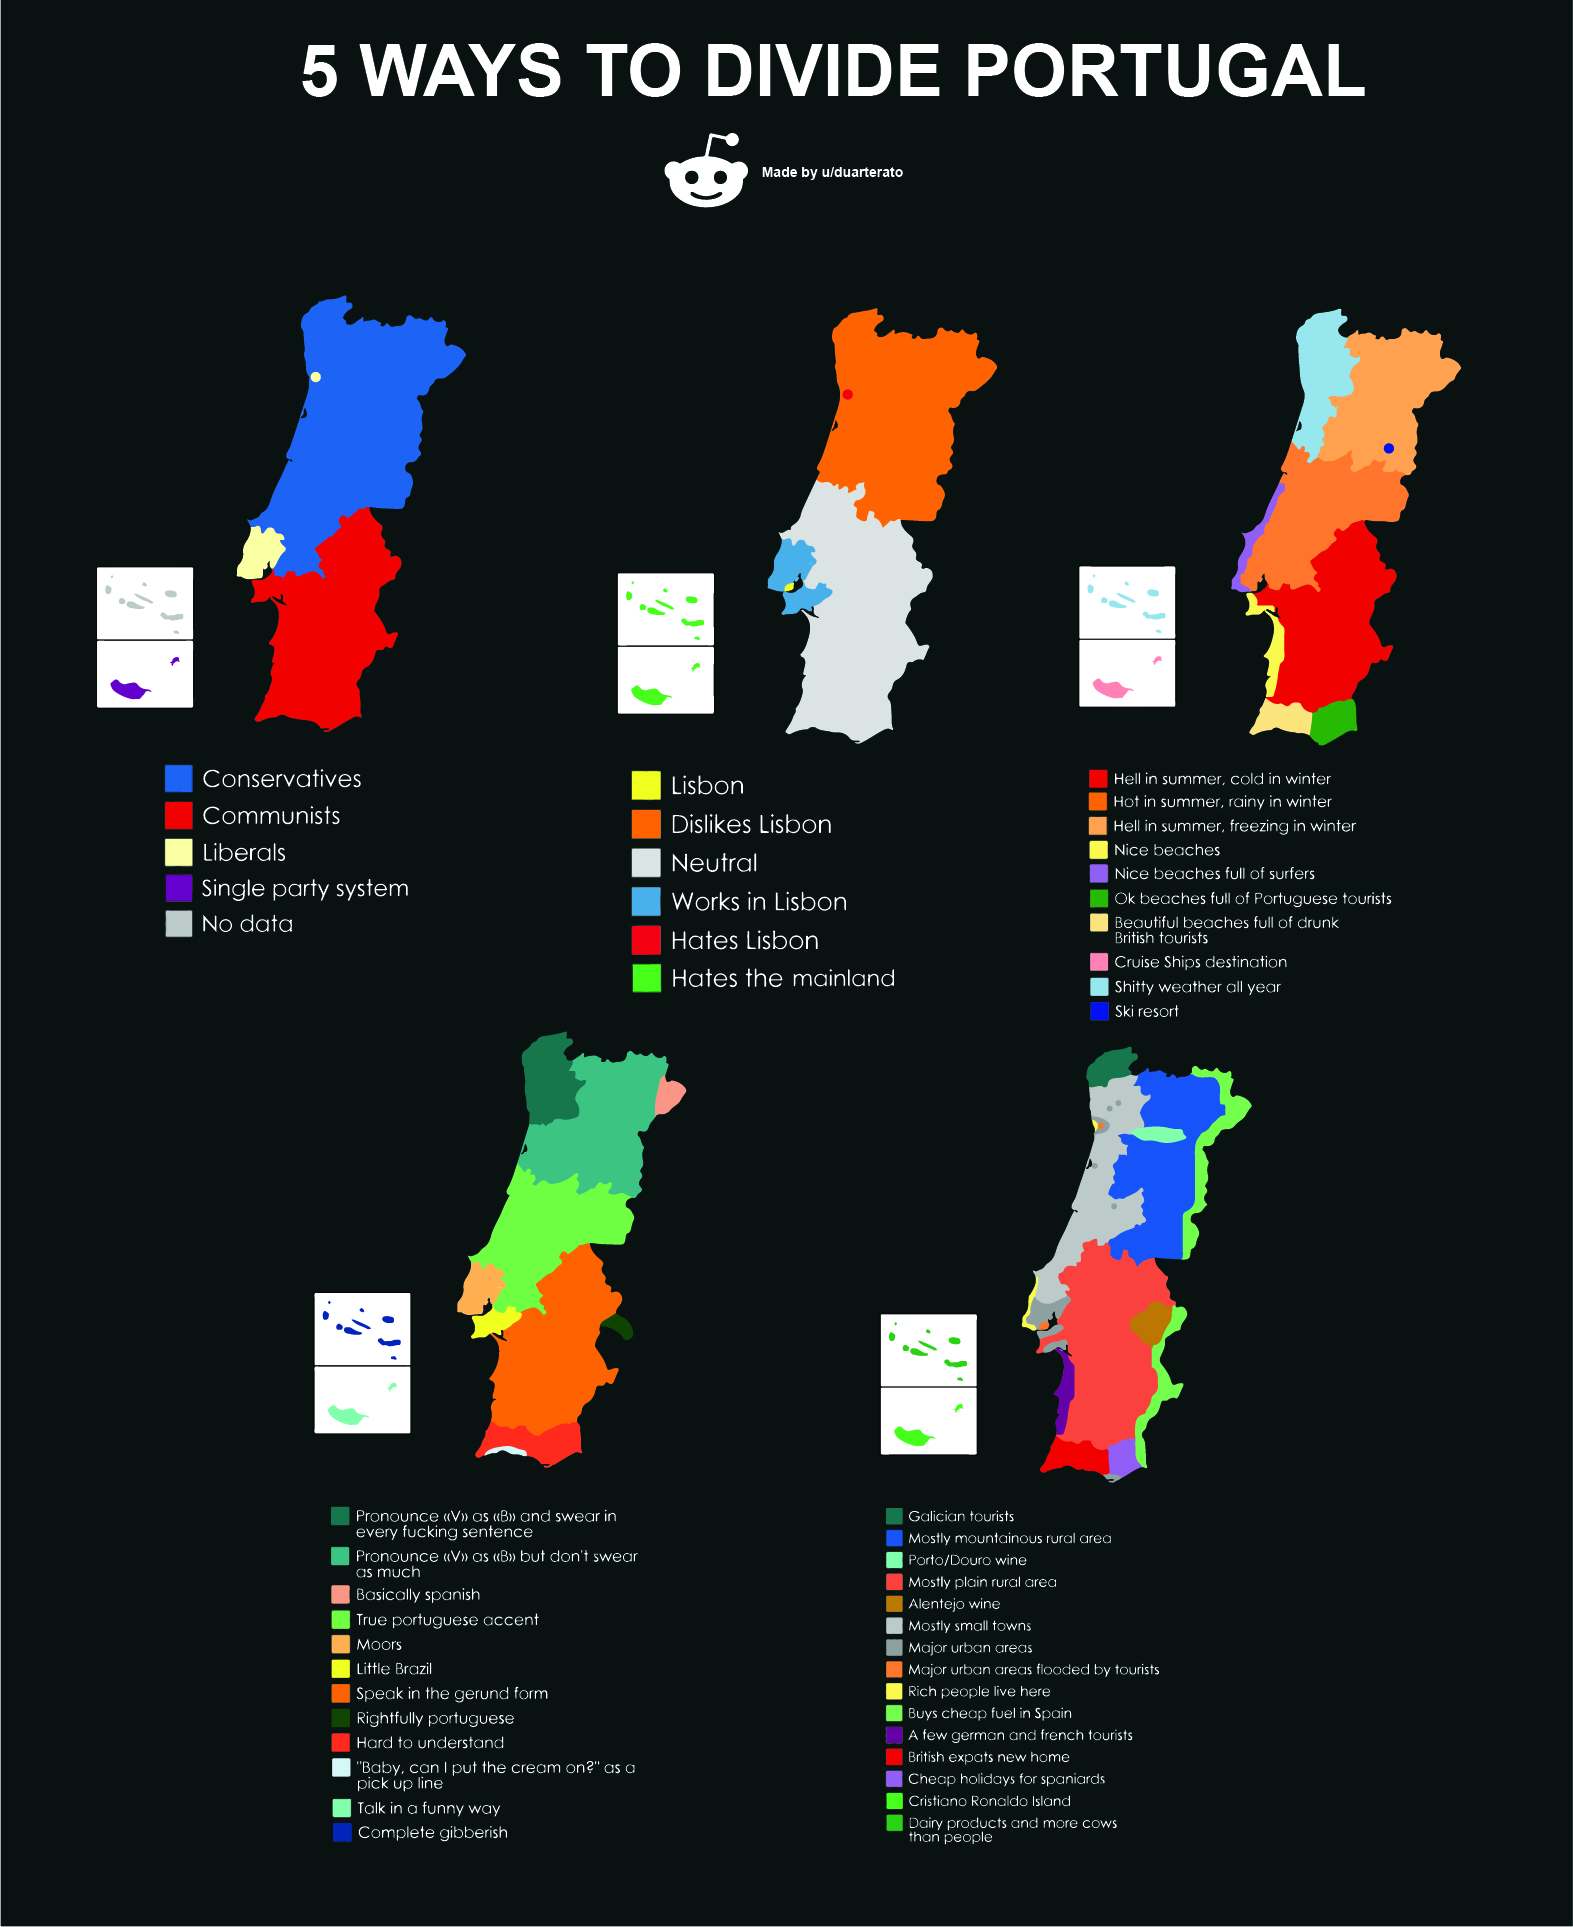 5 WAYS TO DIVIDE PORTUGAL
Made by u/duarterato
Conservatives
Communists
Liberals
Single party system
No data
Lisbon
Dislikes Lisbon
Neutral
Works in Lisbon
Hates Lisbon
Hates the mainland
Hell in summer, cold in winter
Hot in summer, rainy in winter
Hell in summer, freezing in winter
Nice beaches
Nice beaches full of surfers
Ok beaches full of Portuguese tourists
Beautiful beaches full of drunk
British tourists
Cruise Ships destination
Shitty weather all year
Ski resort
Pronounce «V» as «B» and swear in
every fucking sentence
Pronounce «V» as «B» but don't swear
as much
Basically spanish
True portuguese accent
Moors
Little Brazil
Speak in the gerund form
Rightfully portuguese
Hard to understand
"Baby, can I put the cream on?" as a
pick up line
Talk in a funny way
Complete gibberish
Galician tourists
Mostly mountainous rural area
Porto/Douro wine
Mostly plain rural area
Alentejo wine
Mostly small towns
Major urban areas
Major urban areas flooded by tourists
Rich people live here
Buys cheap fuel in Spain
A few german and french tourists
British expats new home
Cheap holidays for spaniards
Cristiano Ronaldo Island
Dairy products and more cows
than people